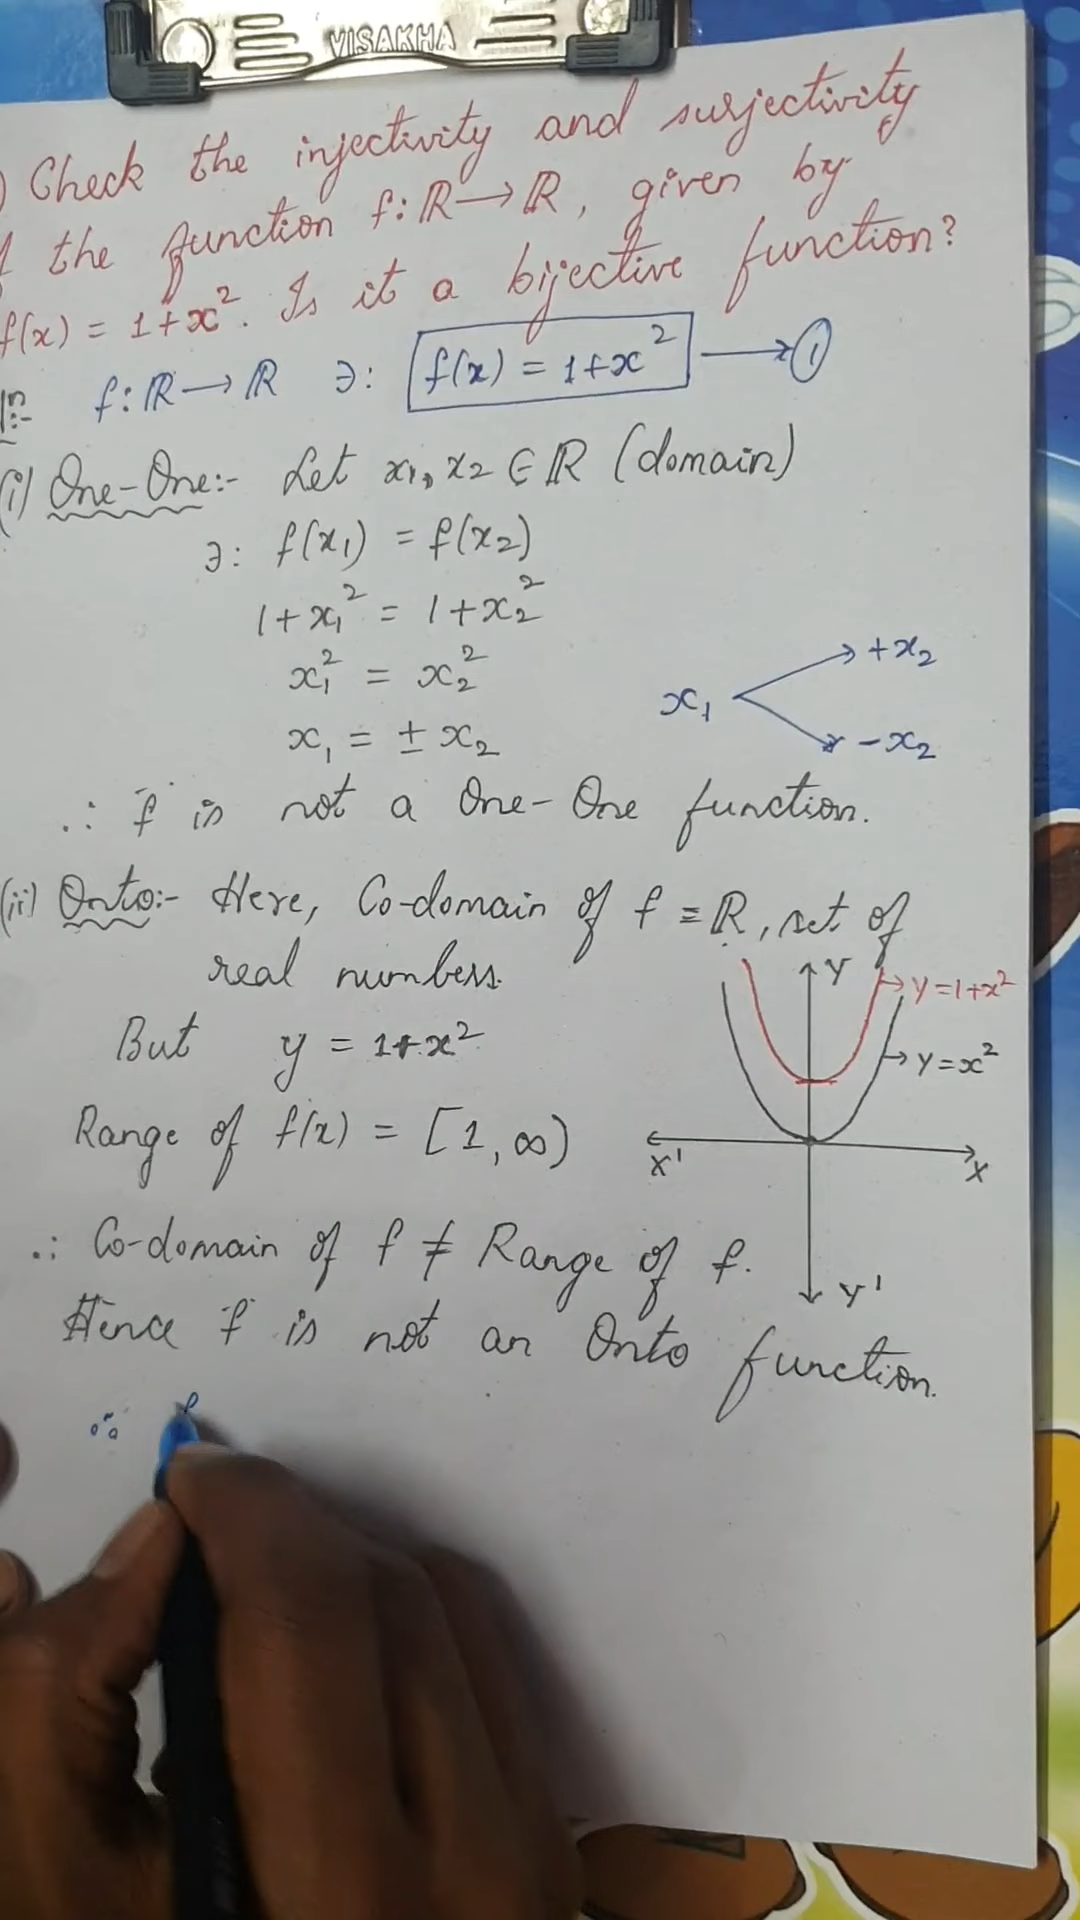 VISAKHA
) Check the injectivity and surjectivity
f the function f: ℝ→ℝ, given by
f(x) = 1+x². Is it a bijective function?
f: ℝ→ℝ ∋: f(x) = 1+x² → ①
(i) One-One:- Let x₁, x₂ ∈ ℝ (domain)
∋: f(x₁) = f(x₂)
1+x₁² = 1+x₂²
x₁² = x₂²
x₁ = ± x₂
x₁
+x₂
-x₂
∴ f is not a One-One function.
(ii) Onto:- Here, Co-domain of f = ℝ, set of
real numbers.
But y = 1+x²
Range of f(x) = [1, ∞)
Y
y=1+x²
y=x²
X'
X
Y'
∴ Co-domain of f ≠ Range of f.
Hence f is not an Onto function.
∴ f